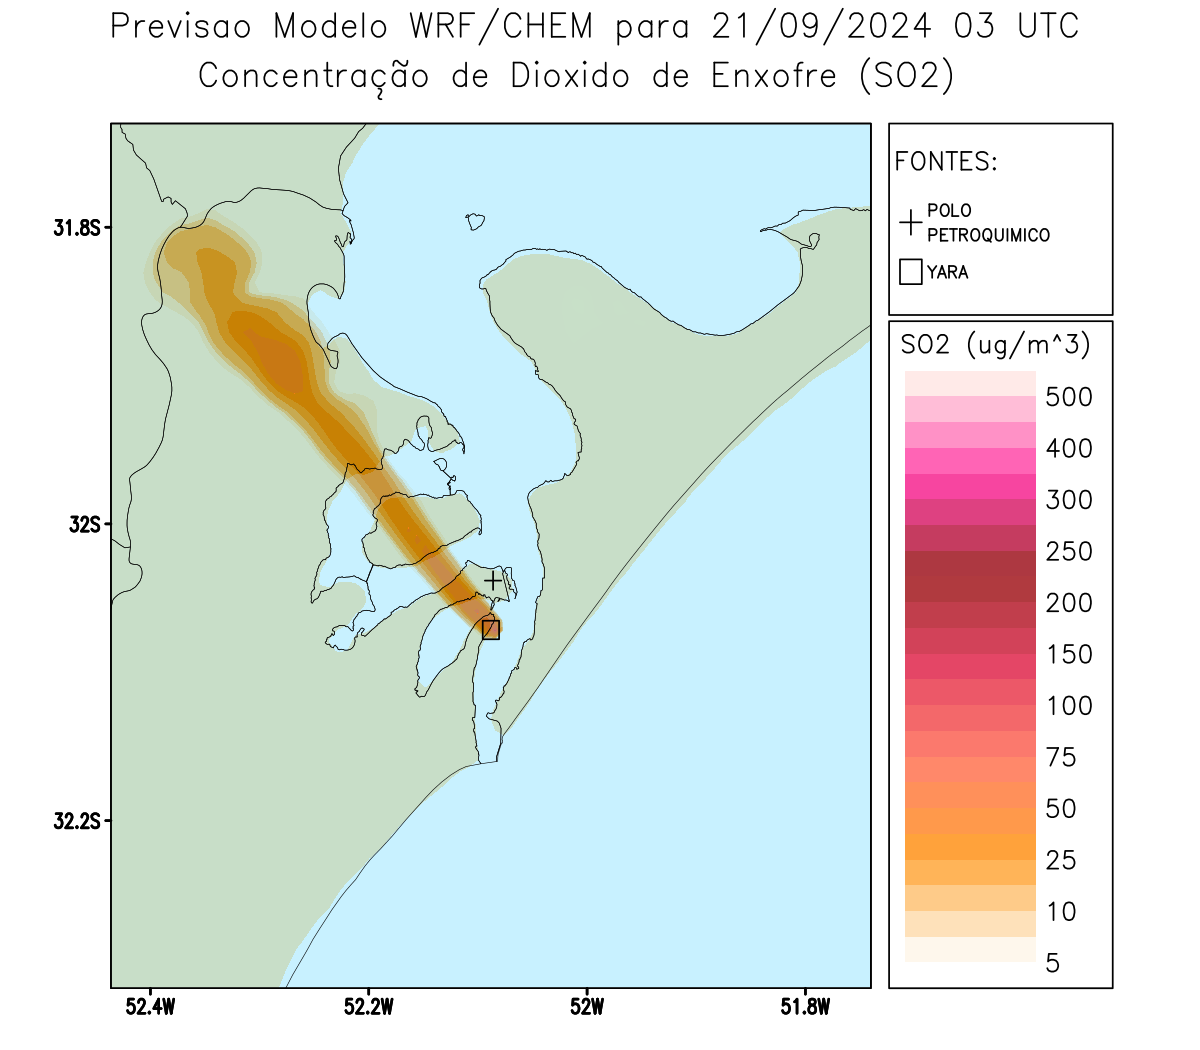 Previsao Modelo WRF/CHEM para 21/09/2024 03 UTC
Concentração de Dioxido de Enxofre (SO2)
FONTES:
POLO
PETROQUIMICO
YARA
SO2 (ug/m^3)
500
400
300
250
200
150
100
75
50
25
10
5
31.8S
32S
32.2S
52.4W
52.2W
52W
51.8W